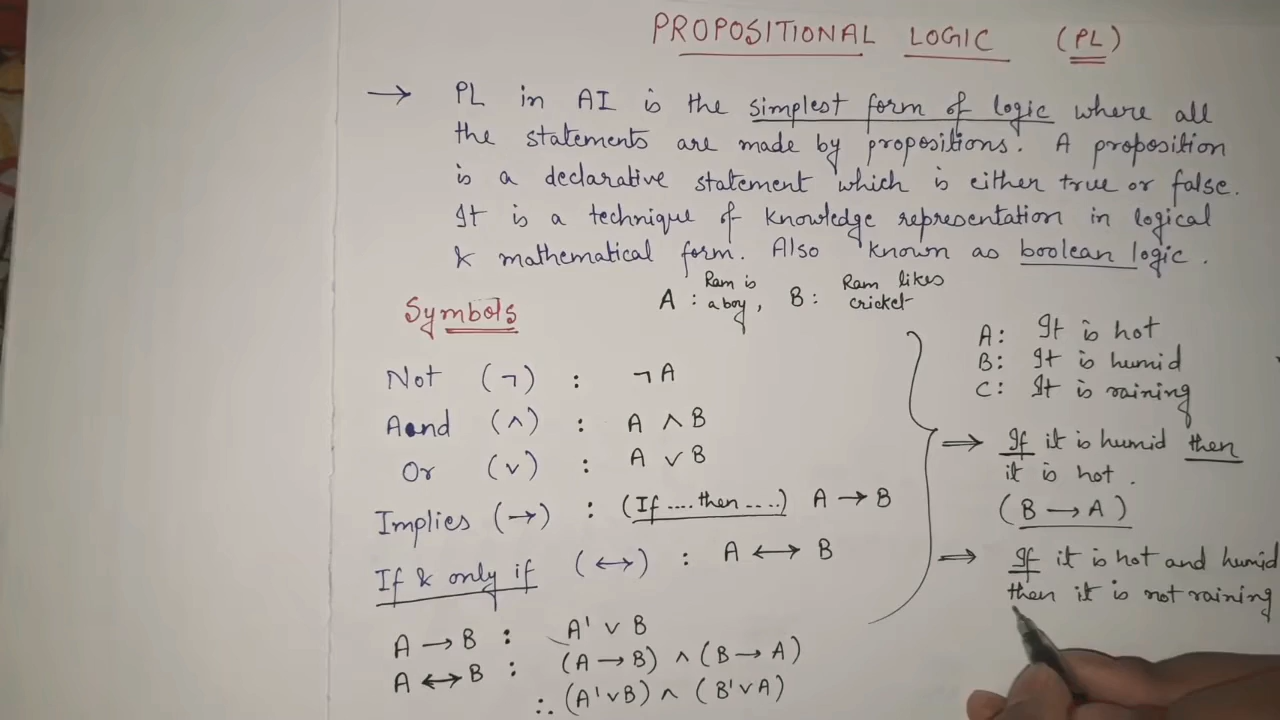 PROPOSITIONAL LOGIC (PL)
→ PL in AI is the simplest form of logic where all
the statements are made by propositions. A proposition
is a declarative statement which is either true or false.
It is a technique of knowledge representation in logical
& mathematical form. Also known as boolean logic.
A : Ram is a boy, B : Ram likes cricket
Symbols
Not (¬) : ¬A
And (∧) : A ∧ B
Or (∨) : A ∨ B
Implies (→) : (If ....then .....) A → B
If & only if (↔) : A ↔ B
A → B : A' ∨ B
A ↔ B : (A → B) ∧ (B → A)
∴ (A'∨B) ∧ (B'∨A)
A: It is hot
B: It is humid
C: It is raining
⇒ If it is humid then
it is hot.
(B → A)
⇒ If it is hot and humid
then it is not raining